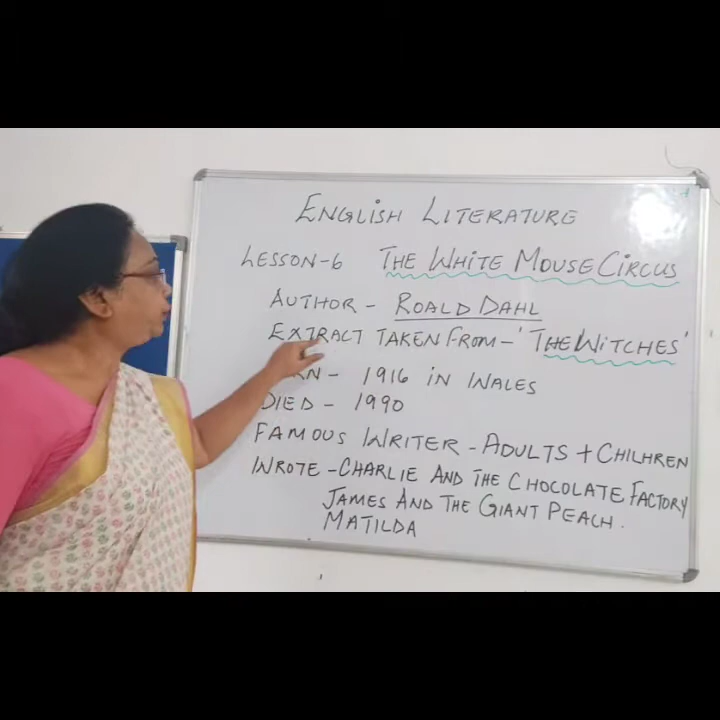 ENGLISH LITERATURE
LESSON-6 THE WHITE MOUSE CIRCUS
AUTHOR - ROALD DAHL
EXTRACT TAKEN FROM - 'THE WITCHES'
- 1916 IN WALES
DIED - 1990
FAMOUS WRITER - ADULTS + CHILHREN
WROTE - CHARLIE AND THE CHOCOLATE FACTORY
JAMES AND THE GIANT PEACH.
MATILDA